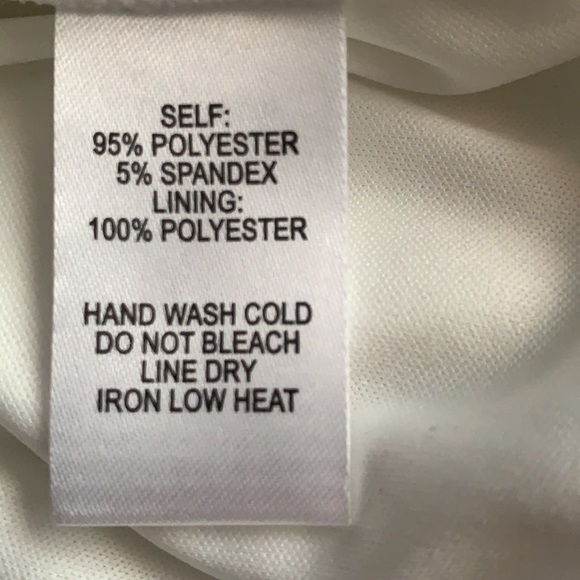 SELF:
95% POLYESTER
5% SPANDEX
LINING:
100% POLYESTER
HAND WASH COLD
DO NOT BLEACH
LINE DRY
IRON LOW HEAT